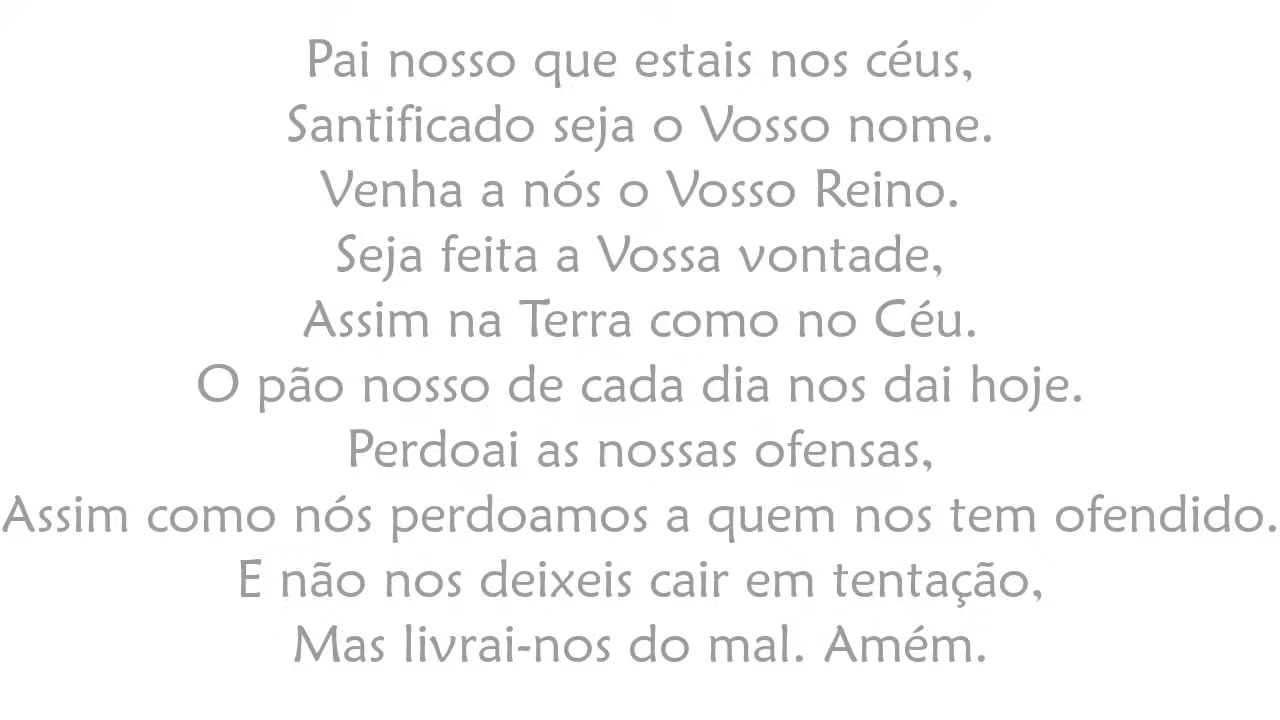 Pai nosso que estais nos céus,
Santificado seja o Vosso nome.
Venha a nós o Vosso Reino.
Seja feita a Vossa vontade,
Assim na Terra como no Céu.
O pão nosso de cada dia nos dai hoje.
Perdoai as nossas ofensas,
Assim como nós perdoamos a quem nos tem ofendido.
E não nos deixeis cair em tentação,
Mas livrai-nos do mal. Amém.